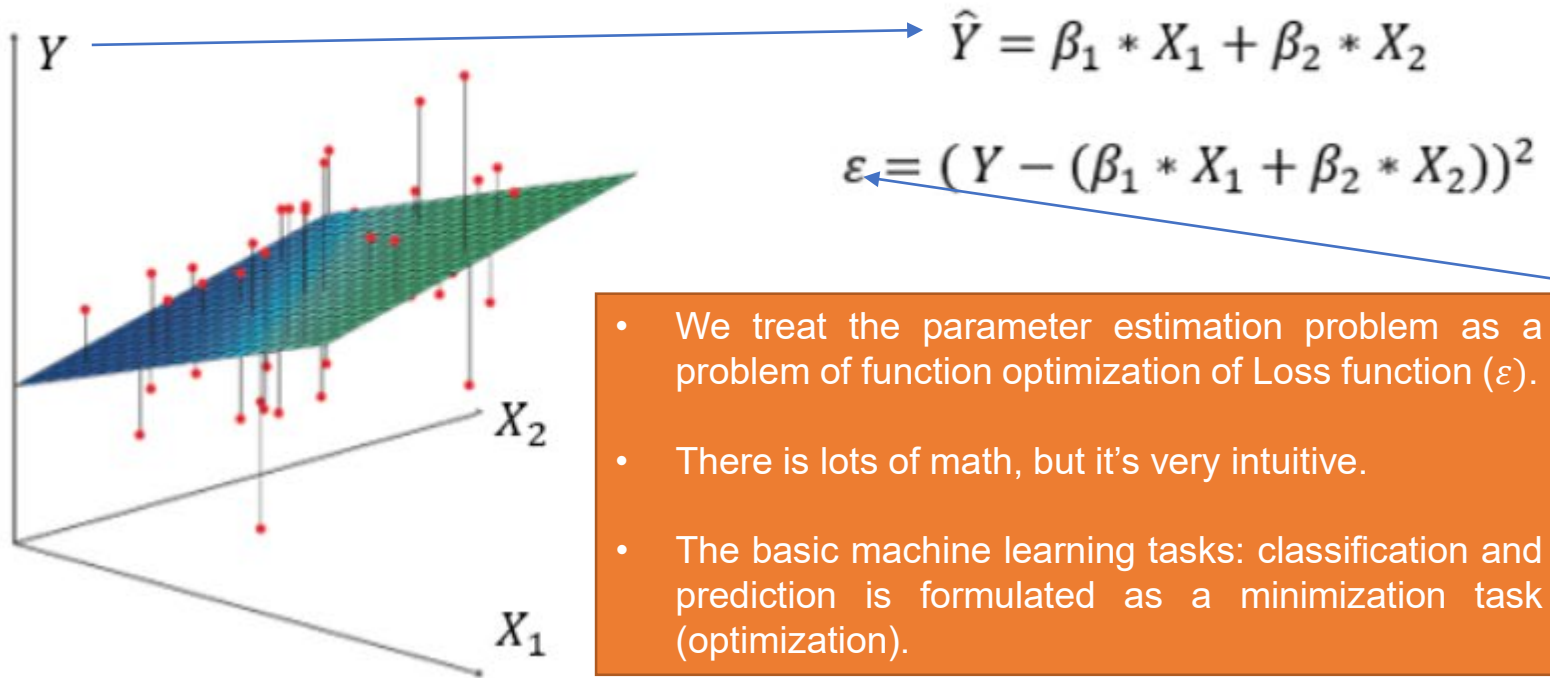 Y
Ŷ = β₁ * X₁ + β₂ * X₂
ε = ( Y − (β₁ * X₁ + β₂ * X₂))²
X₂
X₁
• We treat the parameter estimation problem as a
problem of function optimization of Loss function (ε).
• There is lots of math, but it’s very intuitive.
• The basic machine learning tasks: classification and
prediction is formulated as a minimization task
(optimization).